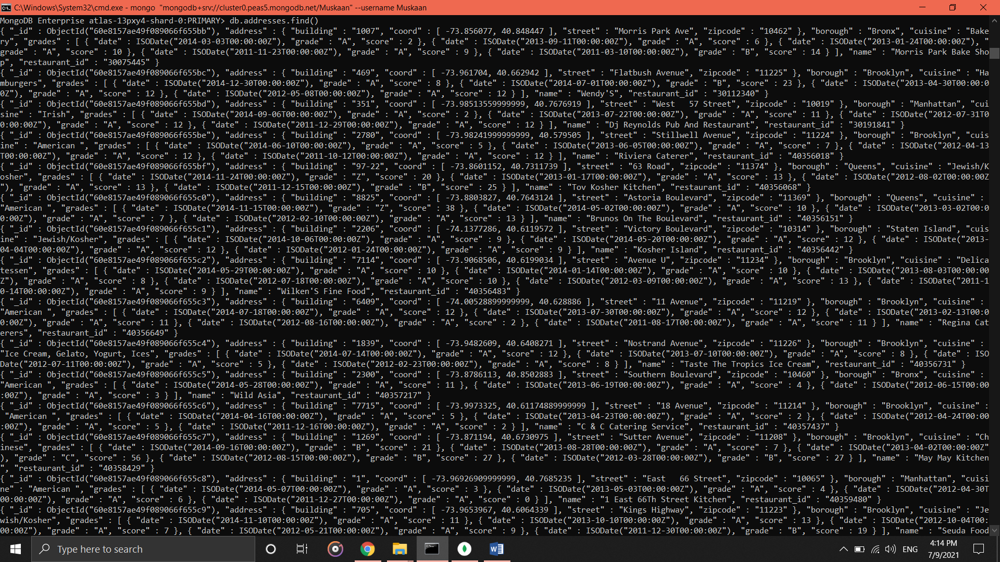 C:\Windows\System32\cmd.exe - mongo  "mongodb+srv://cluster0.peas5.mongodb.net/Muskaan" --username Muskaan
MongoDB Enterprise atlas-13pxy4-shard-0:PRIMARY> db.addresses.find()
{ "_id" : ObjectId("60e8157ae49f089066f655bb"), "address" : { "building" : "1007", "coord" : [ -73.856077, 40.848447 ], "street" : "Morris Park Ave", "zipcode" : "10462" }, "borough" : "Bronx", "cuisine" : "Bake
ry", "grades" : [ { "date" : ISODate("2014-03-03T00:00:00Z"), "grade" : "A", "score" : 2 }, { "date" : ISODate("2013-09-11T00:00:00Z"), "grade" : "A", "score" : 6 }, { "date" : ISODate("2013-01-24T00:00:00Z"), "
grade" : "A", "score" : 10 }, { "date" : ISODate("2011-11-23T00:00:00Z"), "grade" : "A", "score" : 9 }, { "date" : ISODate("2011-03-10T00:00:00Z"), "grade" : "B", "score" : 14 } ], "name" : "Morris Park Bake Sho
p", "restaurant_id" : "30075445" }
{ "_id" : ObjectId("60e8157ae49f089066f655bc"), "address" : { "building" : "469", "coord" : [ -73.961704, 40.662942 ], "street" : "Flatbush Avenue", "zipcode" : "11225" }, "borough" : "Brooklyn", "cuisine" : "Ha
mburgers", "grades" : [ { "date" : ISODate("2014-12-30T00:00:00Z"), "grade" : "A", "score" : 8 }, { "date" : ISODate("2014-07-01T00:00:00Z"), "grade" : "B", "score" : 23 }, { "date" : ISODate("2013-04-30T00:00:0
0Z"), "grade" : "A", "score" : 12 }, { "date" : ISODate("2012-05-08T00:00:00Z"), "grade" : "A", "score" : 12 } ], "name" : "Wendy'S", "restaurant_id" : "30112340" }
{ "_id" : ObjectId("60e8157ae49f089066f655bd"), "address" : { "building" : "351", "coord" : [ -73.98513559999999, 40.7676919 ], "street" : "West   57 Street", "zipcode" : "10019" }, "borough" : "Manhattan", "cui
sine" : "Irish", "grades" : [ { "date" : ISODate("2014-09-06T00:00:00Z"), "grade" : "A", "score" : 2 }, { "date" : ISODate("2013-07-22T00:00:00Z"), "grade" : "A", "score" : 11 }, { "date" : ISODate("2012-07-31T0
0:00:00Z"), "grade" : "A", "score" : 12 }, { "date" : ISODate("2011-12-29T00:00:00Z"), "grade" : "A", "score" : 12 } ], "name" : "Dj Reynolds Pub And Restaurant", "restaurant_id" : "30191841" }
{ "_id" : ObjectId("60e8157ae49f089066f655be"), "address" : { "building" : "2780", "coord" : [ -73.98241999999999, 40.579505 ], "street" : "Stillwell Avenue", "zipcode" : "11224" }, "borough" : "Brooklyn", "cuis
ine" : "American ", "grades" : [ { "date" : ISODate("2014-06-10T00:00:00Z"), "grade" : "A", "score" : 5 }, { "date" : ISODate("2013-06-05T00:00:00Z"), "grade" : "A", "score" : 7 }, { "date" : ISODate("2012-04-13
T00:00:00Z"), "grade" : "A", "score" : 12 }, { "date" : ISODate("2011-10-12T00:00:00Z"), "grade" : "A", "score" : 12 } ], "name" : "Riviera Caterer", "restaurant_id" : "40356018" }
{ "_id" : ObjectId("60e8157ae49f089066f655bf"), "address" : { "building" : "97-22", "coord" : [ -73.8601152, 40.7311739 ], "street" : "63 Road", "zipcode" : "11374" }, "borough" : "Queens", "cuisine" : "Jewish/K
osher", "grades" : [ { "date" : ISODate("2014-11-24T00:00:00Z"), "grade" : "Z", "score" : 20 }, { "date" : ISODate("2013-01-17T00:00:00Z"), "grade" : "A", "score" : 13 }, { "date" : ISODate("2012-08-02T00:00:00Z
"), "grade" : "A", "score" : 13 }, { "date" : ISODate("2011-12-15T00:00:00Z"), "grade" : "B", "score" : 25 } ], "name" : "Tov Kosher Kitchen", "restaurant_id" : "40356068" }
{ "_id" : ObjectId("60e8157ae49f089066f655c0"), "address" : { "building" : "8825", "coord" : [ -73.8803827, 40.7643124 ], "street" : "Astoria Boulevard", "zipcode" : "11369" }, "borough" : "Queens", "cuisine" :
"American ", "grades" : [ { "date" : ISODate("2014-11-15T00:00:00Z"), "grade" : "Z", "score" : 38 }, { "date" : ISODate("2014-05-02T00:00:00Z"), "grade" : "A", "score" : 10 }, { "date" : ISODate("2013-03-02T00:0
0:00Z"), "grade" : "A", "score" : 7 }, { "date" : ISODate("2012-02-10T00:00:00Z"), "grade" : "A", "score" : 13 } ], "name" : "Brunos On The Boulevard", "restaurant_id" : "40356151" }
{ "_id" : ObjectId("60e8157ae49f089066f655c1"), "address" : { "building" : "2206", "coord" : [ -74.1377286, 40.6119572 ], "street" : "Victory Boulevard", "zipcode" : "10314" }, "borough" : "Staten Island", "cuis
ine" : "Jewish/Kosher", "grades" : [ { "date" : ISODate("2014-10-06T00:00:00Z"), "grade" : "A", "score" : 9 }, { "date" : ISODate("2014-05-20T00:00:00Z"), "grade" : "A", "score" : 12 }, { "date" : ISODate("2013-
04-04T00:00:00Z"), "grade" : "A", "score" : 12 }, { "date" : ISODate("2012-01-24T00:00:00Z"), "grade" : "A", "score" : 9 } ], "name" : "Kosher Island", "restaurant_id" : "40356442" }
{ "_id" : ObjectId("60e8157ae49f089066f655c2"), "address" : { "building" : "7114", "coord" : [ -73.9068506, 40.6199034 ], "street" : "Avenue U", "zipcode" : "11234" }, "borough" : "Brooklyn", "cuisine" : "Delica
tessen", "grades" : [ { "date" : ISODate("2014-05-29T00:00:00Z"), "grade" : "A", "score" : 10 }, { "date" : ISODate("2014-01-14T00:00:00Z"), "grade" : "A", "score" : 10 }, { "date" : ISODate("2013-08-03T00:00:00
Z"), "grade" : "A", "score" : 8 }, { "date" : ISODate("2012-07-18T00:00:00Z"), "grade" : "A", "score" : 10 }, { "date" : ISODate("2012-03-09T00:00:00Z"), "grade" : "A", "score" : 13 }, { "date" : ISODate("2011-1
0-14T00:00:00Z"), "grade" : "A", "score" : 9 } ], "name" : "Wilken'S Fine Food", "restaurant_id" : "40356483" }
{ "_id" : ObjectId("60e8157ae49f089066f655c3"), "address" : { "building" : "6409", "coord" : [ -74.00528899999999, 40.628886 ], "street" : "11 Avenue", "zipcode" : "11219" }, "borough" : "Brooklyn", "cuisine" :
"American ", "grades" : [ { "date" : ISODate("2014-07-18T00:00:00Z"), "grade" : "A", "score" : 12 }, { "date" : ISODate("2013-07-30T00:00:00Z"), "grade" : "A", "score" : 12 }, { "date" : ISODate("2013-02-13T00:0
0:00Z"), "grade" : "A", "score" : 11 }, { "date" : ISODate("2012-08-16T00:00:00Z"), "grade" : "A", "score" : 2 }, { "date" : ISODate("2011-08-17T00:00:00Z"), "grade" : "A", "score" : 11 } ], "name" : "Regina Cat
erers", "restaurant_id" : "40356649" }
{ "_id" : ObjectId("60e8157ae49f089066f655c4"), "address" : { "building" : "1839", "coord" : [ -73.9482609, 40.6408271 ], "street" : "Nostrand Avenue", "zipcode" : "11226" }, "borough" : "Brooklyn", "cuisine" :
"Ice Cream, Gelato, Yogurt, Ices", "grades" : [ { "date" : ISODate("2014-07-14T00:00:00Z"), "grade" : "A", "score" : 12 }, { "date" : ISODate("2013-07-10T00:00:00Z"), "grade" : "A", "score" : 8 }, { "date" : ISO
Date("2012-07-11T00:00:00Z"), "grade" : "A", "score" : 5 }, { "date" : ISODate("2012-02-23T00:00:00Z"), "grade" : "A", "score" : 8 } ], "name" : "Taste The Tropics Ice Cream", "restaurant_id" : "40356731" }
{ "_id" : ObjectId("60e8157ae49f089066f655c5"), "address" : { "building" : "2300", "coord" : [ -73.8786113, 40.8502883 ], "street" : "Southern Boulevard", "zipcode" : "10460" }, "borough" : "Bronx", "cuisine" :
"American ", "grades" : [ { "date" : ISODate("2014-05-28T00:00:00Z"), "grade" : "A", "score" : 11 }, { "date" : ISODate("2013-06-19T00:00:00Z"), "grade" : "A", "score" : 4 }, { "date" : ISODate("2012-06-15T00:00
:00Z"), "grade" : "A", "score" : 3 } ], "name" : "Wild Asia", "restaurant_id" : "40357217" }
{ "_id" : ObjectId("60e8157ae49f089066f655c6"), "address" : { "building" : "7715", "coord" : [ -73.9973325, 40.61174889999999 ], "street" : "18 Avenue", "zipcode" : "11214" }, "borough" : "Brooklyn", "cuisine" :
 "American ", "grades" : [ { "date" : ISODate("2014-04-16T00:00:00Z"), "grade" : "A", "score" : 5 }, { "date" : ISODate("2013-04-23T00:00:00Z"), "grade" : "A", "score" : 2 }, { "date" : ISODate("2012-04-24T00:00
:00Z"), "grade" : "A", "score" : 5 }, { "date" : ISODate("2011-12-16T00:00:00Z"), "grade" : "A", "score" : 2 } ], "name" : "C & C Catering Service", "restaurant_id" : "40357437" }
{ "_id" : ObjectId("60e8157ae49f089066f655c7"), "address" : { "building" : "1269", "coord" : [ -73.871194, 40.6730975 ], "street" : "Sutter Avenue", "zipcode" : "11208" }, "borough" : "Brooklyn", "cuisine" : "Ch
inese", "grades" : [ { "date" : ISODate("2014-09-16T00:00:00Z"), "grade" : "B", "score" : 21 }, { "date" : ISODate("2013-08-28T00:00:00Z"), "grade" : "A", "score" : 7 }, { "date" : ISODate("2013-04-02T00:00:00Z"
), "grade" : "C", "score" : 56 }, { "date" : ISODate("2012-08-15T00:00:00Z"), "grade" : "B", "score" : 27 }, { "date" : ISODate("2012-03-28T00:00:00Z"), "grade" : "B", "score" : 27 } ], "name" : "May May Kitchen
", "restaurant_id" : "40358429" }
{ "_id" : ObjectId("60e8157ae49f089066f655c8"), "address" : { "building" : "1", "coord" : [ -73.96926909999999, 40.7685235 ], "street" : "East   66 Street", "zipcode" : "10065" }, "borough" : "Manhattan", "cuisi
ne" : "American ", "grades" : [ { "date" : ISODate("2014-05-07T00:00:00Z"), "grade" : "A", "score" : 3 }, { "date" : ISODate("2013-05-03T00:00:00Z"), "grade" : "A", "score" : 4 }, { "date" : ISODate("2012-04-30T
00:00:00Z"), "grade" : "A", "score" : 6 }, { "date" : ISODate("2011-12-27T00:00:00Z"), "grade" : "A", "score" : 0 } ], "name" : "1 East 66Th Street Kitchen", "restaurant_id" : "40359480" }
{ "_id" : ObjectId("60e8157ae49f089066f655c9"), "address" : { "building" : "705", "coord" : [ -73.9653967, 40.6064339 ], "street" : "Kings Highway", "zipcode" : "11223" }, "borough" : "Brooklyn", "cuisine" : "Je
wish/Kosher", "grades" : [ { "date" : ISODate("2014-11-10T00:00:00Z"), "grade" : "A", "score" : 11 }, { "date" : ISODate("2013-10-10T00:00:00Z"), "grade" : "A", "score" : 13 }, { "date" : ISODate("2012-10-04T00:
00:00Z"), "grade" : "A", "score" : 7 }, { "date" : ISODate("2012-05-21T00:00:00Z"), "grade" : "A", "score" : 9 }, { "date" : ISODate("2011-12-30T00:00:00Z"), "grade" : "B", "score" : 19 } ], "name" : "Seuda Food
Type here to search
ENG
4:14 PM
7/9/2021